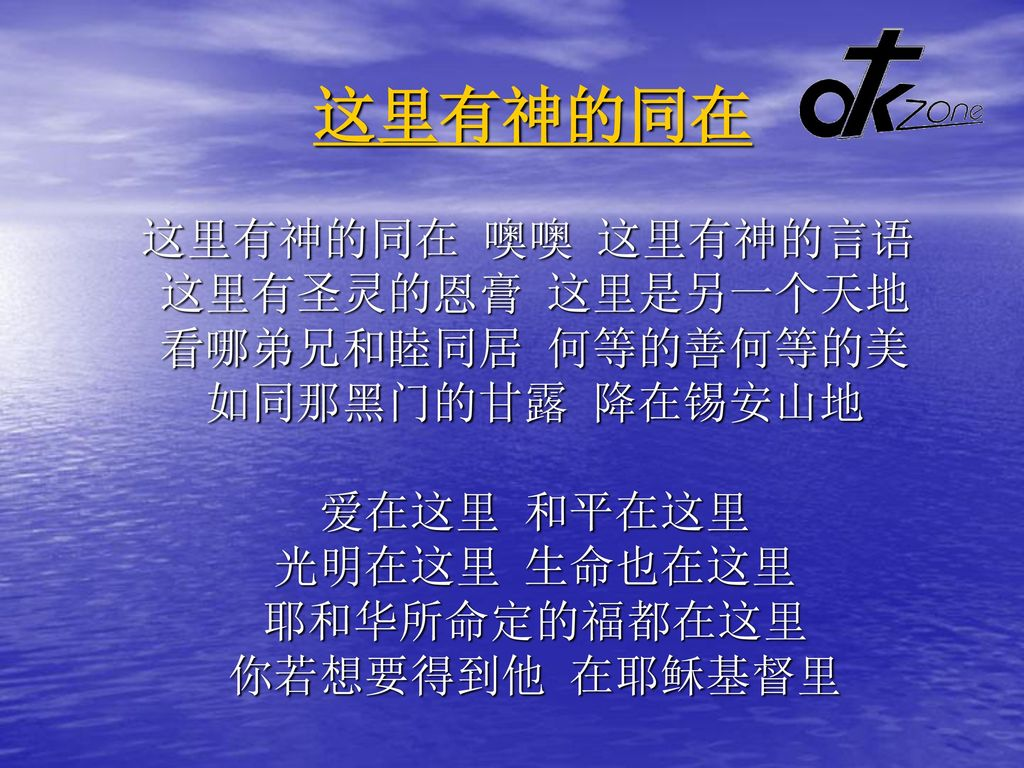 这里有神的同在
OTK ZONE
这里有神的同在 噢噢 这里有神的言语
这里有圣灵的恩膏 这里是另一个天地
看哪弟兄和睦同居 何等的善何等的美
如同那黑门的甘露 降在锡安山地
爱在这里 和平在这里
光明在这里 生命也在这里
耶和华所命定的福都在这里
你若想要得到他 在耶稣基督里